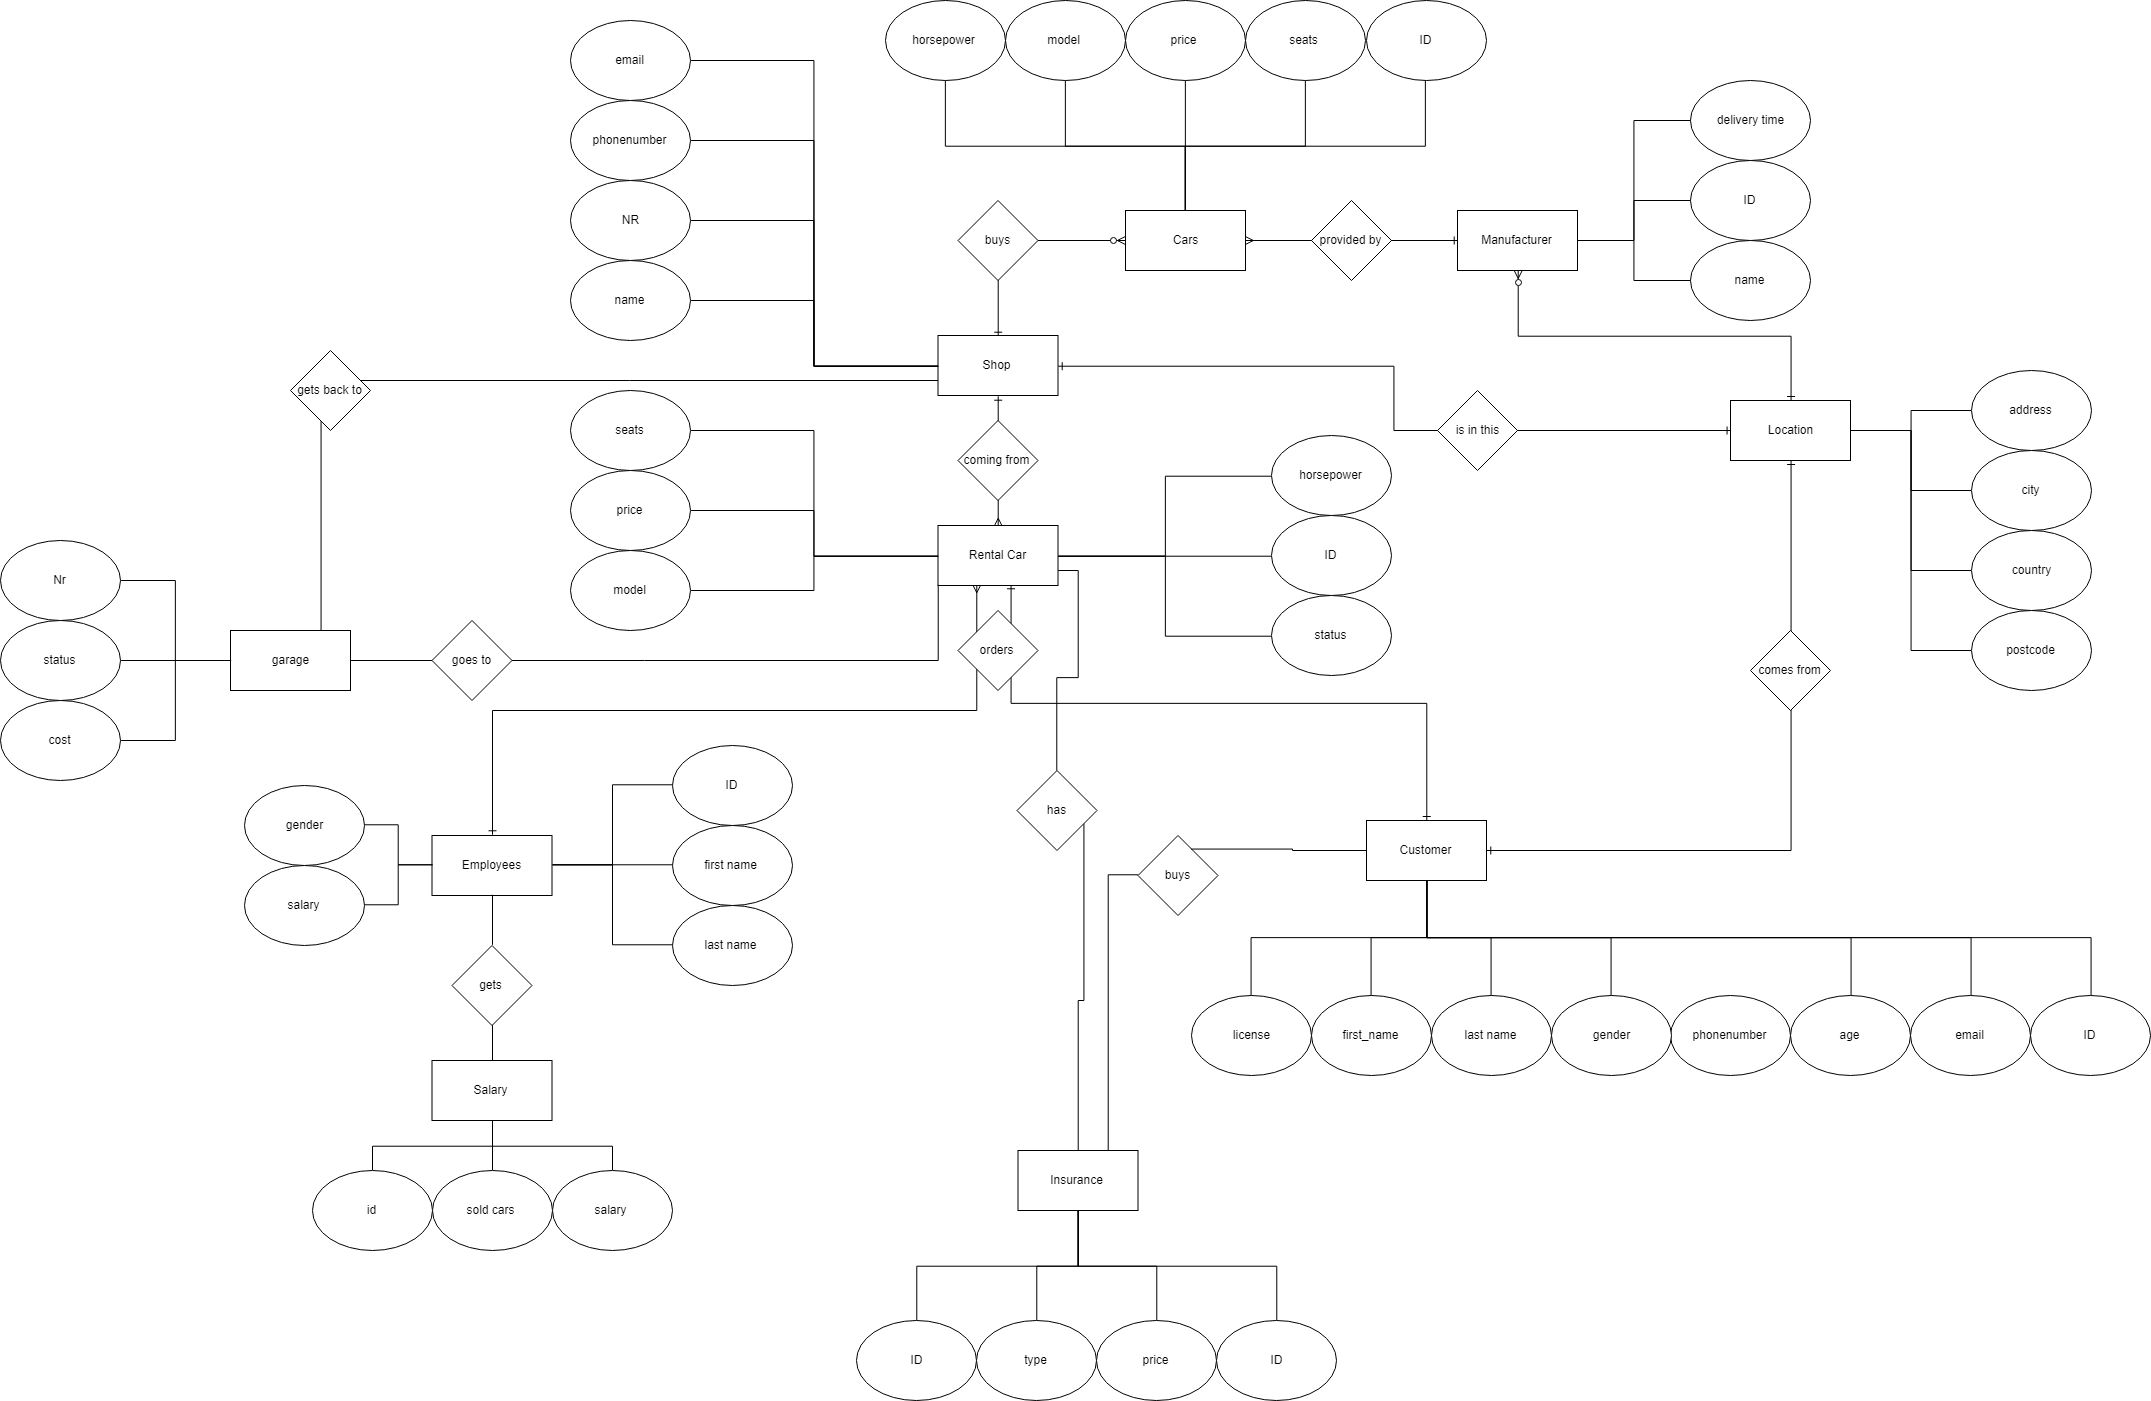 horsepower
model
price
seats
ID
email
phonenumber
NR
name
delivery time
ID
name
buys
Cars
provided by
Manufacturer
Shop
gets back to
is in this
Location
address
city
country
postcode
seats
price
model
coming from
Rental Car
horsepower
ID
status
Nr
status
cost
garage
goes to
orders
comes from
gender
salary
Employees
ID
first name
last name
has
buys
Customer
gets
license
first_name
last name
gender
phonenumber
age
email
ID
Salary
id
sold cars
salary
Insurance
ID
type
price
ID